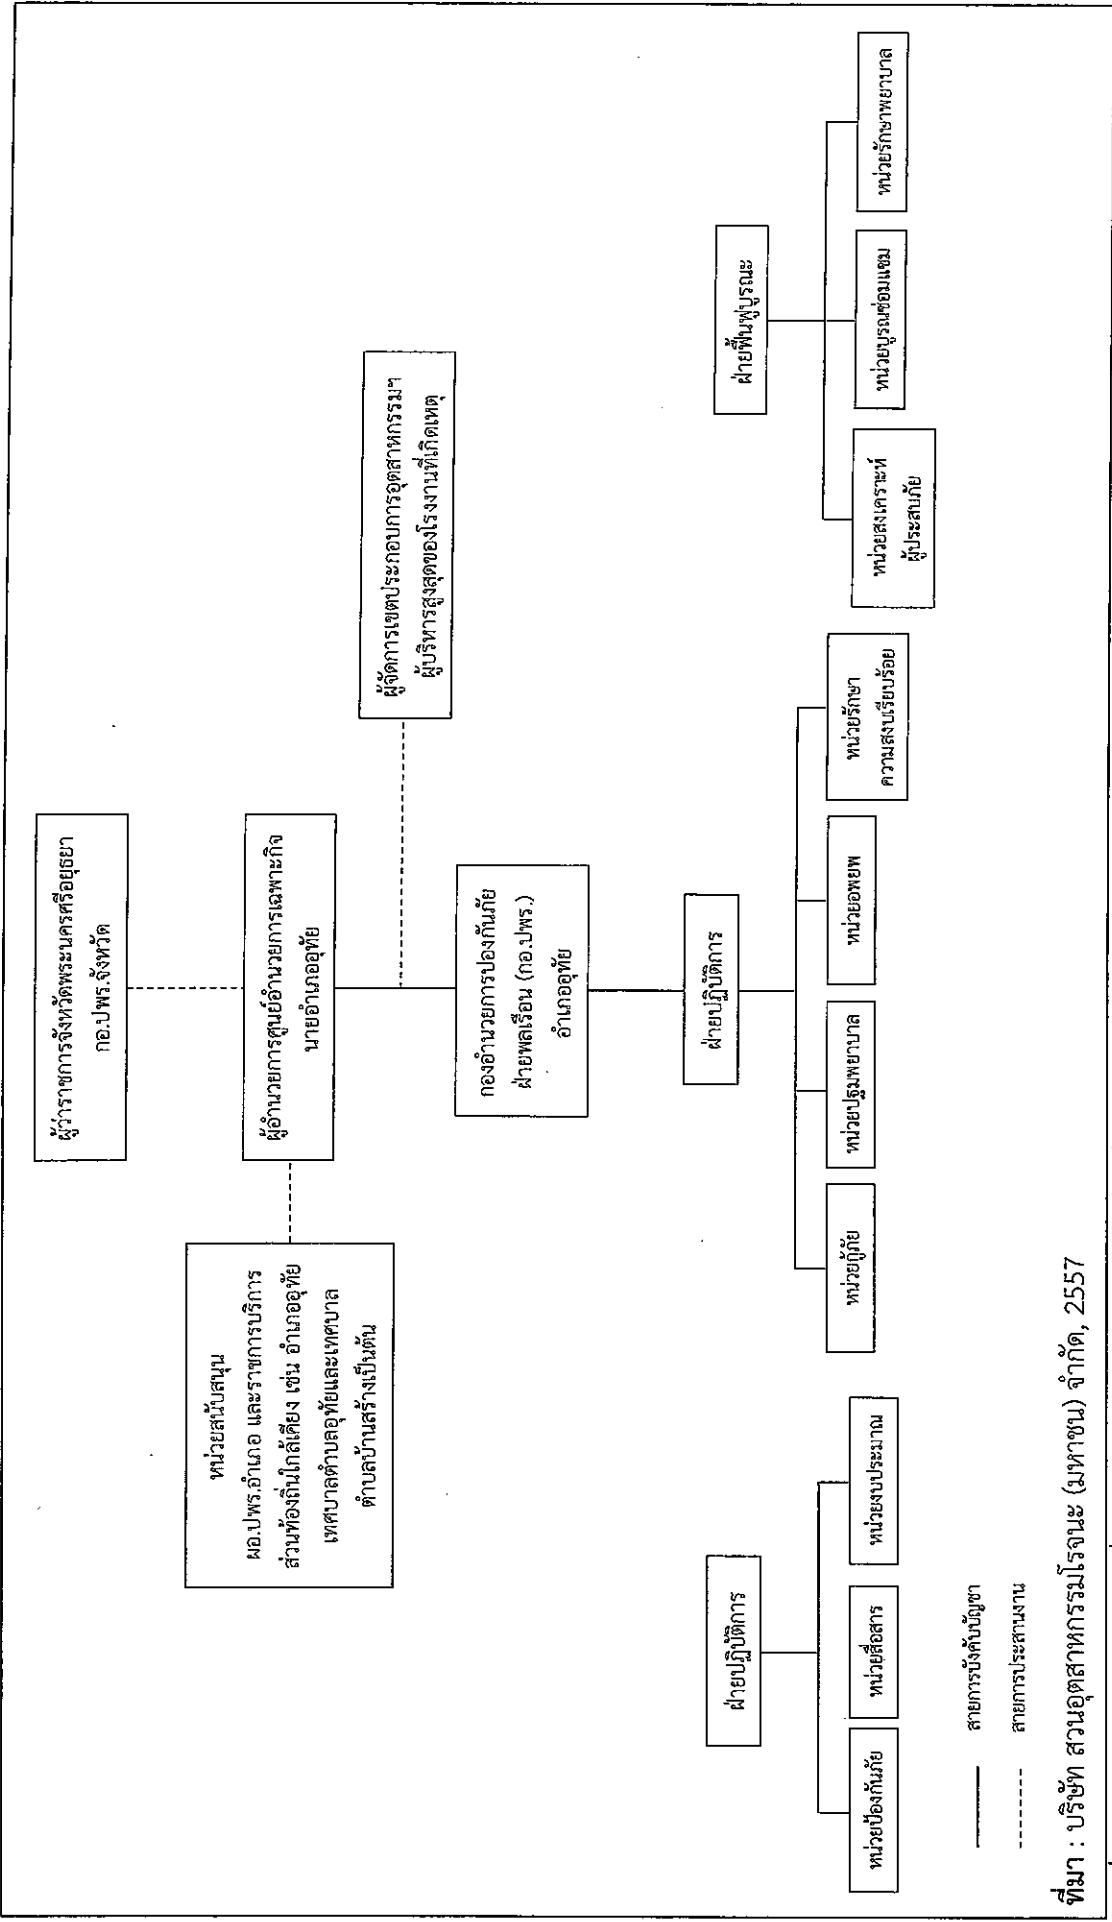 ผู้ว่าราชการจังหวัดพระนครศรีอยุธยา
กอ.ปพร.จังหวัด
หน่วยสนับสนุน
ผอ.ปพร.อำเภอ และราชการบริการ
ส่วนท้องถิ่นใกล้เคียง เช่น อำเภออุทัย
เทศบาลตำบลอุทัยและเทศบาล
ตำบลบ้านสร้างเป็นต้น
ผู้อำนวยการศูนย์อำนวยการเฉพาะกิจ
นายอำเภออุทัย
ผู้จัดการเขตประกอบการอุตสาหกรรมฯ
ผู้บริหารสูงสุดของโรงงานที่เกิดเหตุ
กองอำนวยการปองกันภัย
ฝ่ายพลเรือน (กอ.ปพร.)
อำเภออุทัย
ฝ่ายปฏิบัติการ
หน่วยป้องกันภัย
หน่วยสื่อสาร
หน่วยงบประมาณ
ฝ่ายปฏิบัติการ
หน่วยกู้ภัย
หน่วยปฐมพยาบาล
หน่วยอพยพ
หน่วยรักษา
ความสงบเรียบร้อย
ฝ่ายฟื้นฟูบูรณะ
หน่วยสงเคราะห์
ผู้ประสบภัย
หน่วยบูรณซ่อมแซม
หน่วยรักษาพยาบาล
สายการบังคับบัญชา
สายการประสานงาน
ที่มา : บริษัท สวนอุตสาหกรรมโรจนะ (มหาชน) จำกัด, 2557